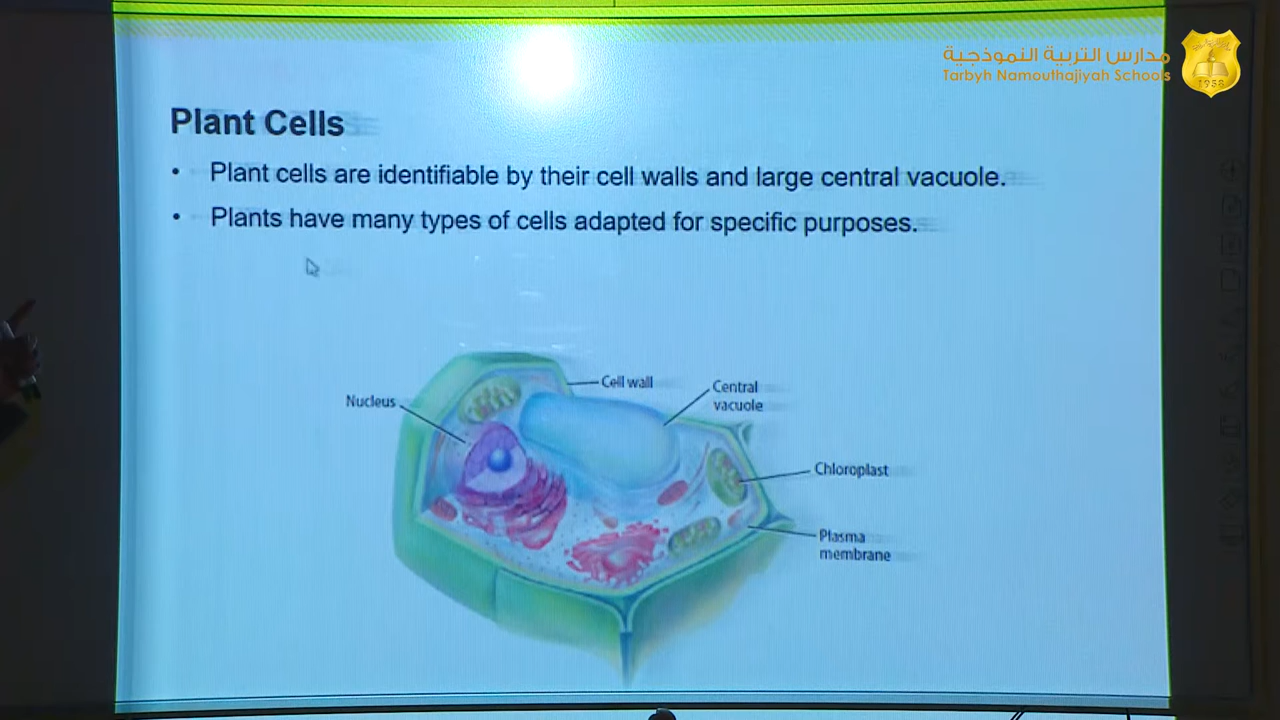 مدارس التربية النموذجية
Tarbyh Namouthajiyah Schools
1958
Plant Cells
• Plant cells are identifiable by their cell walls and large central vacuole.
• Plants have many types of cells adapted for specific purposes.
Cell wall
Central
vacuole
Nucleus
Chloroplast
Plasma
membrane